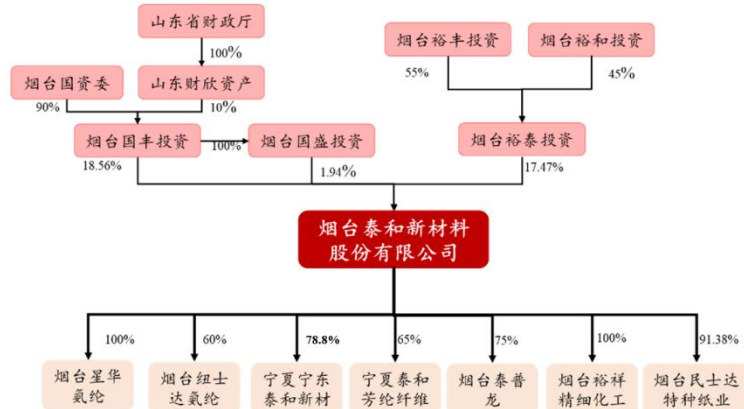 山东省财政厅
烟台裕丰投资
烟台裕和投资
100%
55%
45%
烟台国资委
山东财欣资产
90%
10%
烟台国丰投资
100%
烟台国盛投资
烟台裕泰投资
18.56%
1.94%
17.47%
烟台泰和新材料
股份有限公司
100%
60%
78.8%
65%
75%
100%
91.38%
烟台星华
氨纶
烟台纽士
达氨纶
宁夏宁东
泰和新材
宁夏泰和
芳纶纤维
烟台泰普
龙
烟台裕祥
精细化工
烟台民士达
特种纸业